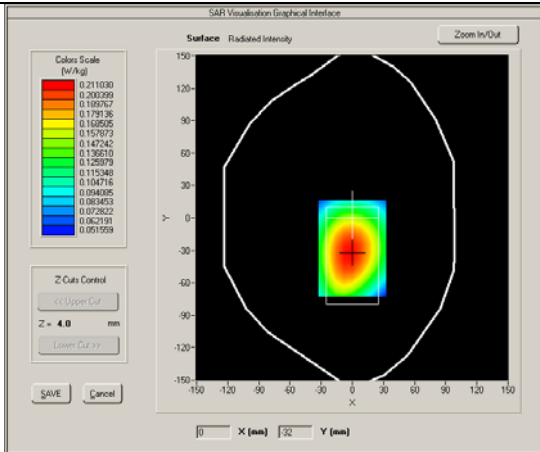 SAR Visualisation Graphical Interface
Surface Radiated Intensity
Zoom In/Out
Colors Scale
(W/kg)
0.211030
0.200399
0.189767
0.179136
0.168505
0.157873
0.147242
0.136610
0.125979
0.115348
0.104716
0.094085
0.083453
0.072822
0.062191
0.051559
Z-Cuts Control
<< Upper Cut
Z = 4.0 mm
Lower Cut >>
SAVE Cancel
150
120
90
60
30
0
-30
-60
-90
-120
-150
Y
-150 -120 -90 -60 -30 0 30 60 90 120 150
X
0 X (mm) -32 Y (mm)